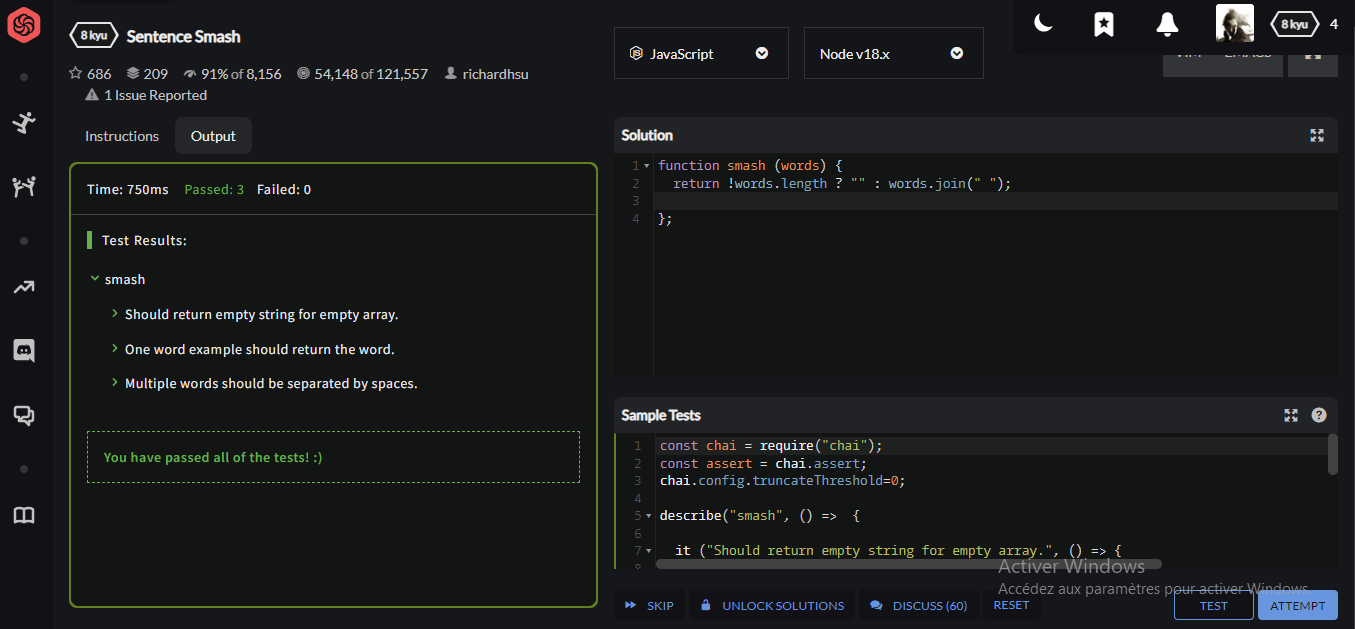 8 kyu Sentence Smash
686 209 91% of 8,156 54,148 of 121,557 richardhsu
1 Issue Reported
Instructions Output
Time: 750ms Passed: 3 Failed: 0
Test Results:
smash
Should return empty string for empty array.
One word example should return the word.
Multiple words should be separated by spaces.
You have passed all of the tests! :)
JavaScript Node v18.x
8 kyu 4
VIM EMACS
Solution
1 function smash (words) {
2 return !words.length ? "" : words.join(" ");
3
4 };
Sample Tests
1 const chai = require("chai");
2 const assert = chai.assert;
3 chai.config.truncateThreshold=0;
4
5 describe("smash", () => {
6
7 it ("Should return empty string for empty array.", () => {
8
Activer Windows
Accédez aux paramètres pour activer Windows.
SKIP UNLOCK SOLUTIONS DISCUSS (60) RESET TEST ATTEMPT